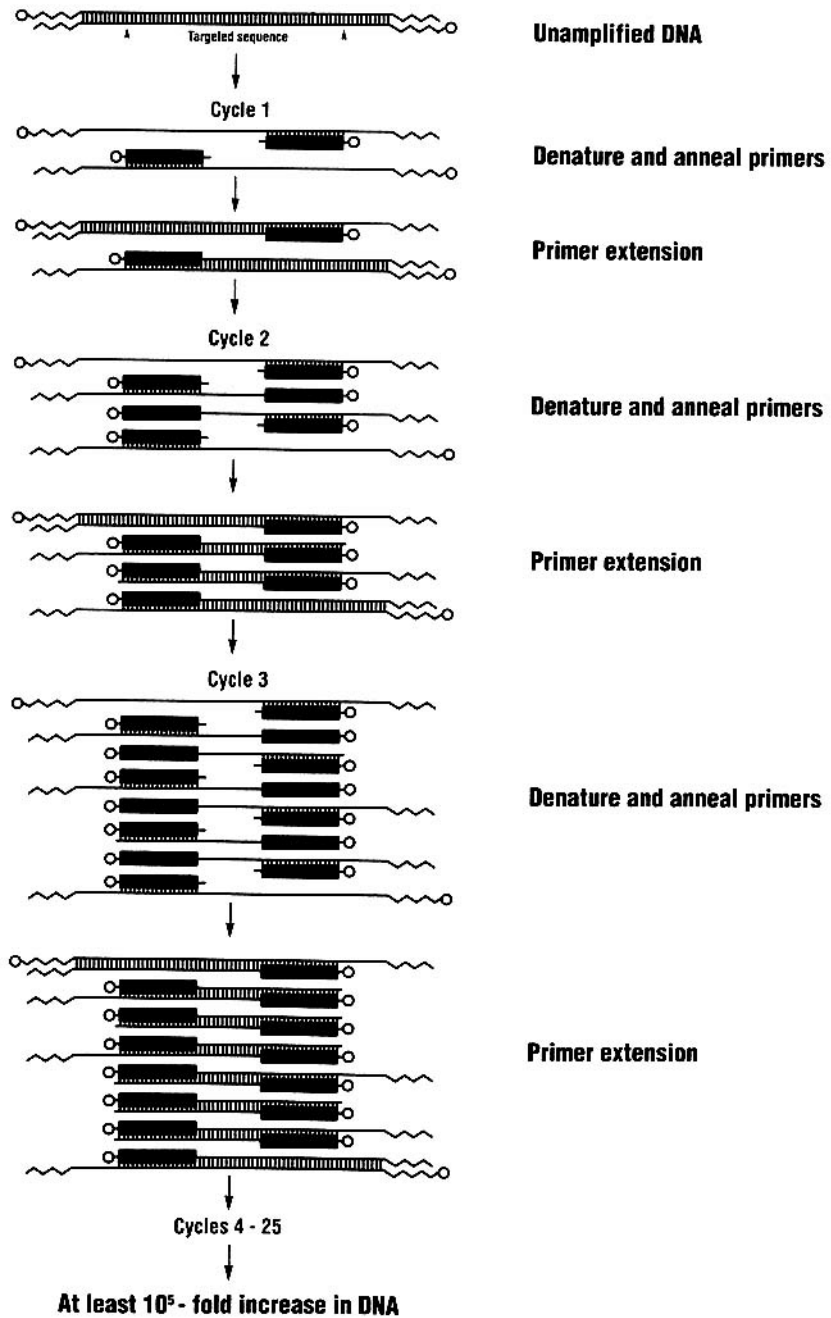 Unamplified DNA
Targeted sequence
Cycle 1
Denature and anneal primers
Primer extension
Cycle 2
Denature and anneal primers
Primer extension
Cycle 3
Denature and anneal primers
Primer extension
Cycles 4 - 25
At least 10⁵ - fold increase in DNA